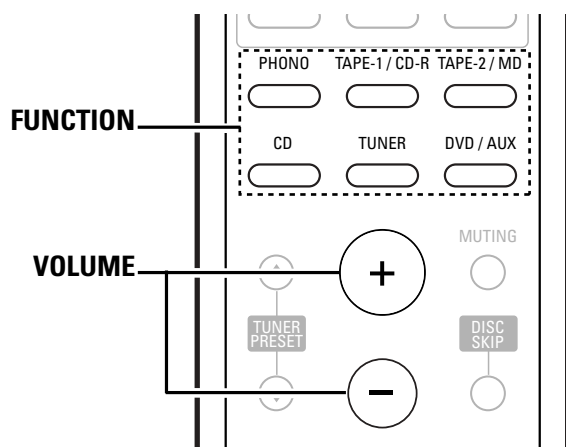 PHONO TAPE-1 / CD-R TAPE-2 / MD
FUNCTION
CD TUNER DVD / AUX
MUTING
VOLUME
+
TUNER
PRESET
DISC
SKIP
−